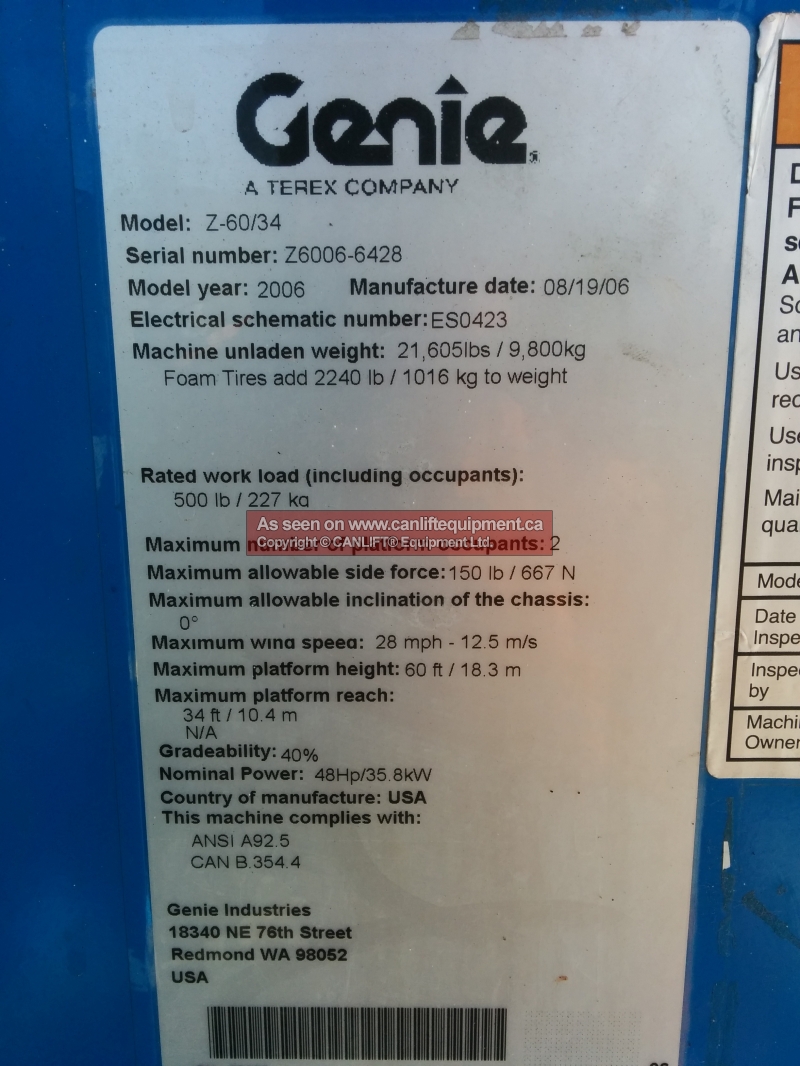 Genie
A TEREX COMPANY
Model: Z-60/34
Serial number: Z6006-6428
Model year: 2006 Manufacture date: 08/19/06
Electrical schematic number: ES0423
Machine unladen weight: 21,605lbs / 9,800kg
Foam Tires add 2240 lb / 1016 kg to weight
Rated work load (including occupants):
500 lb / 227 kg
As seen on www.canliftequipment.ca
Copyright © CANLIFT® Equipment Ltd.
Maximum number of platform occupants: 2
Maximum allowable side force: 150 lb / 667 N
Maximum allowable inclination of the chassis:
0°
Maximum wind speed: 28 mph - 12.5 m/s
Maximum platform height: 60 ft / 18.3 m
Maximum platform reach:
34 ft / 10.4 m
N/A
Gradeability: 40%
Nominal Power: 48Hp/35.8kW
Country of manufacture: USA
This machine complies with:
ANSI A92.5
CAN B.354.4
Genie Industries
18340 NE 76th Street
Redmond WA 98052
USA
Date
by